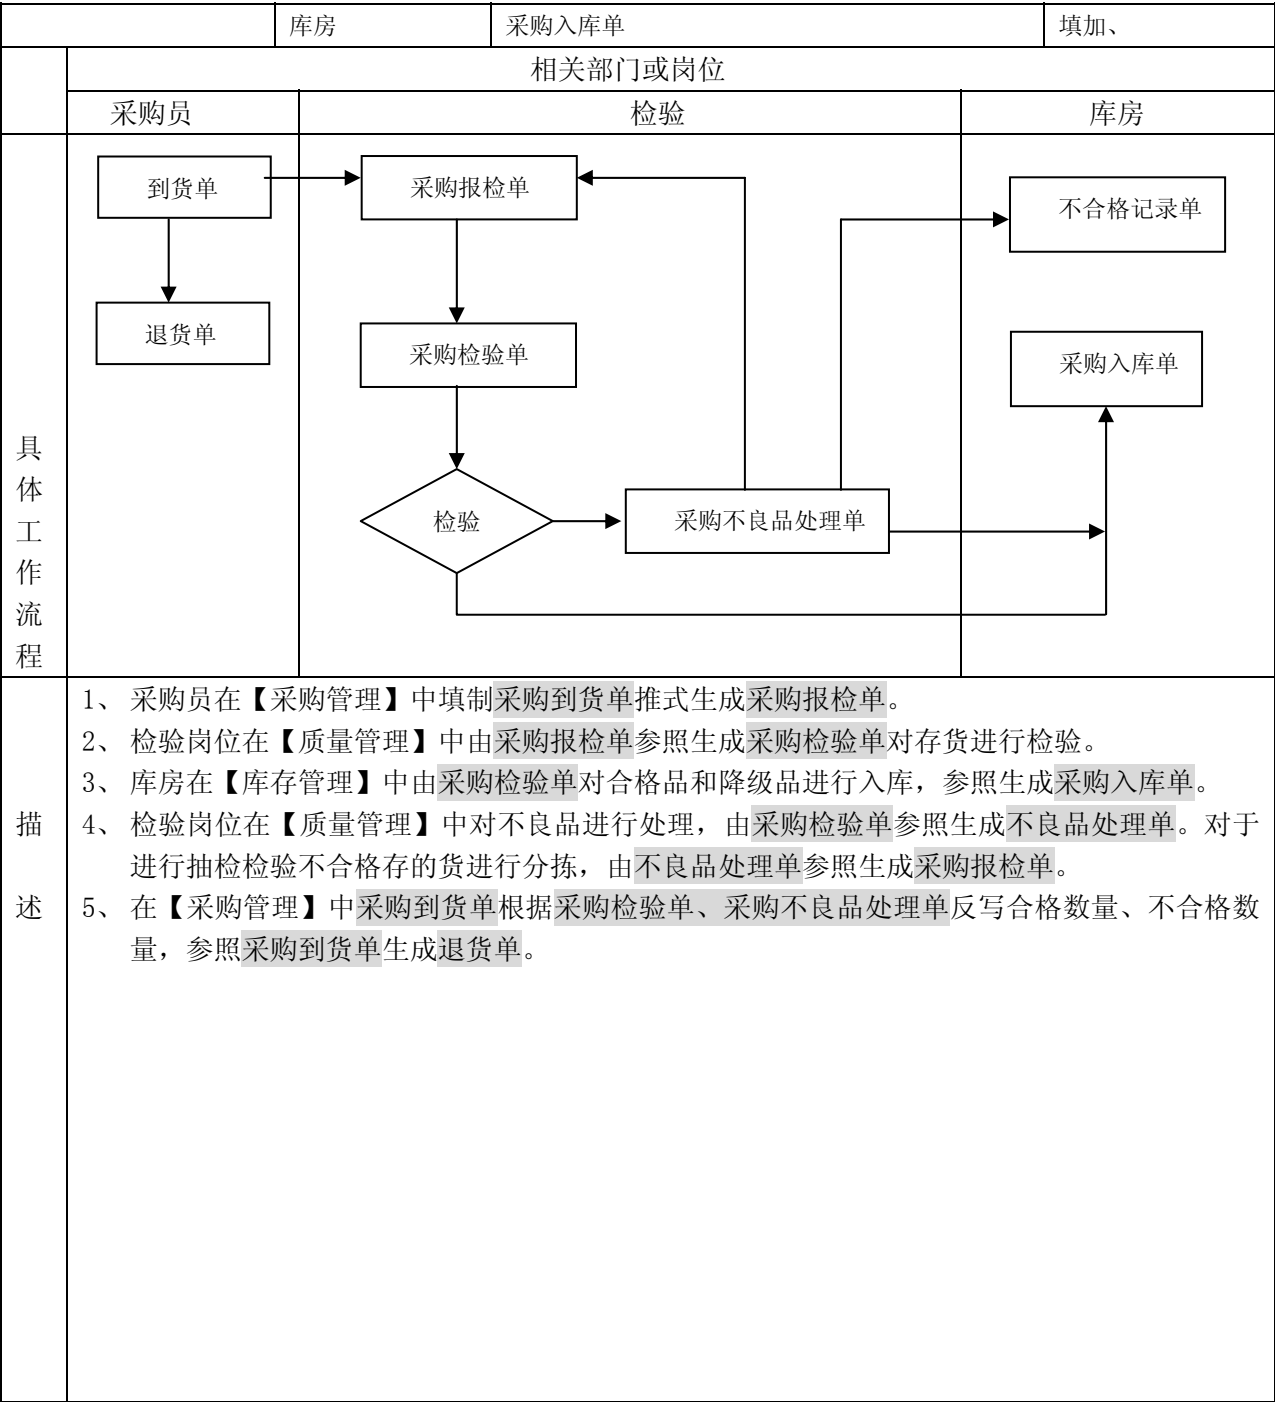 库房 采购入库单 填加、
相关部门或岗位
采购员 检验 库房
到货单
采购报检单
不合格记录单
退货单
采购检验单
采购入库单
检验
采购不良品处理单
具
体
工
作
流
程
1、 采购员在【采购管理】中填制采购到货单推式生成采购报检单。
2、 检验岗位在【质量管理】中由采购报检单参照生成采购检验单对存货进行检验。
3、 库房在【库存管理】中由采购检验单对合格品和降级品进行入库，参照生成采购入库单。
描
4、 检验岗位在【质量管理】中对不良品进行处理，由采购检验单参照生成不良品处理单。对于
进行抽检检验不合格存的货进行分拣，由不良品处理单参照生成采购报检单。
述
5、 在【采购管理】中采购到货单根据采购检验单、采购不良品处理单反写合格数量、不合格数
量，参照采购到货单生成退货单。